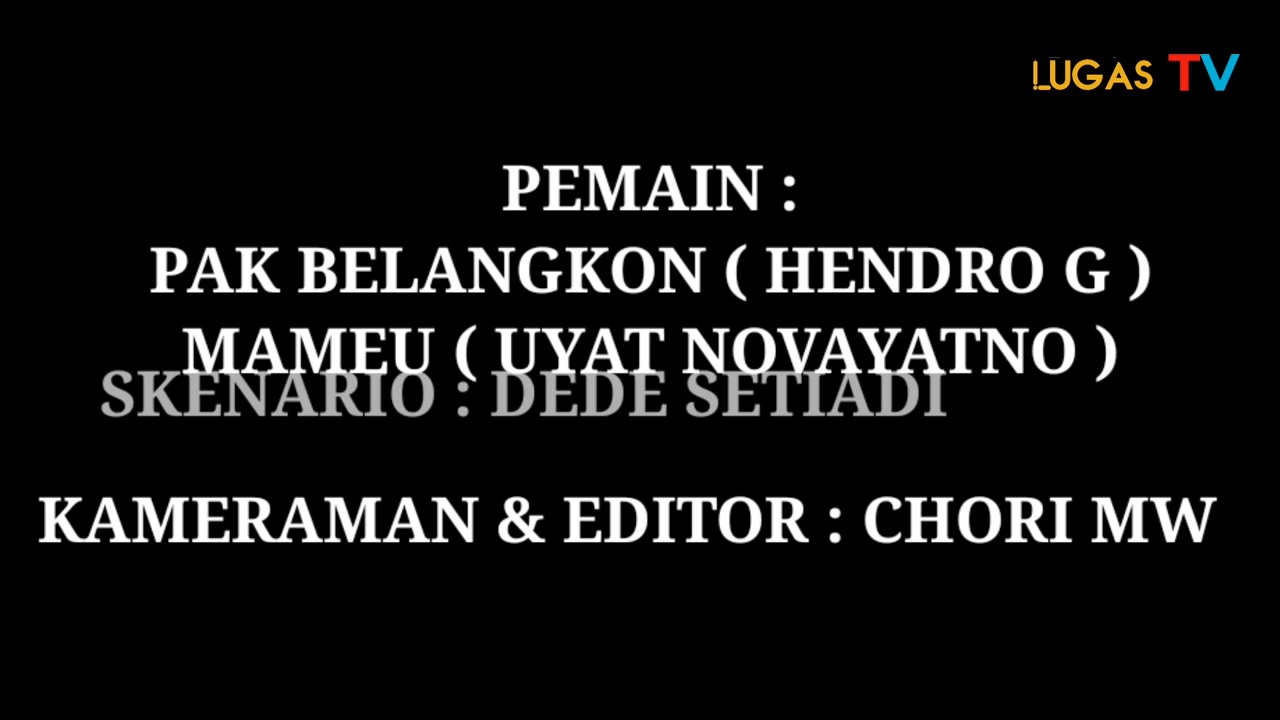 LUGAS TV
PEMAIN :
PAK BELANGKON ( HENDRO G )
MAMEU ( UYAT NOVAYATNO )
SKENARIO : DEDE SETIADI
KAMERAMAN & EDITOR : CHORI MW